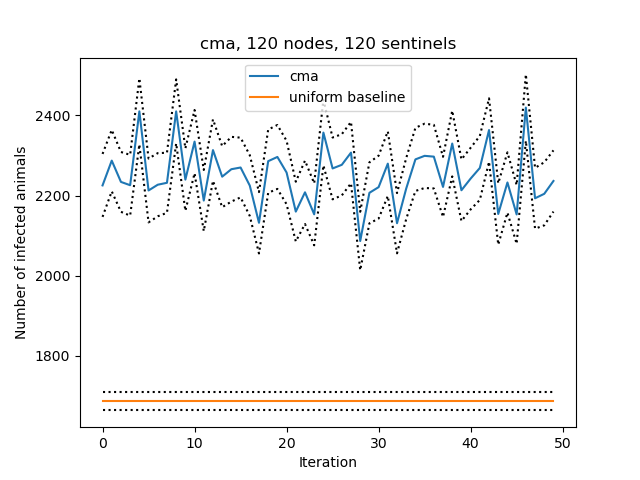 cma, 120 nodes, 120 sentinels
cma
uniform baseline
Number of infected animals
2400
2200
2000
1800
0 10 20 30 40 50
Iteration